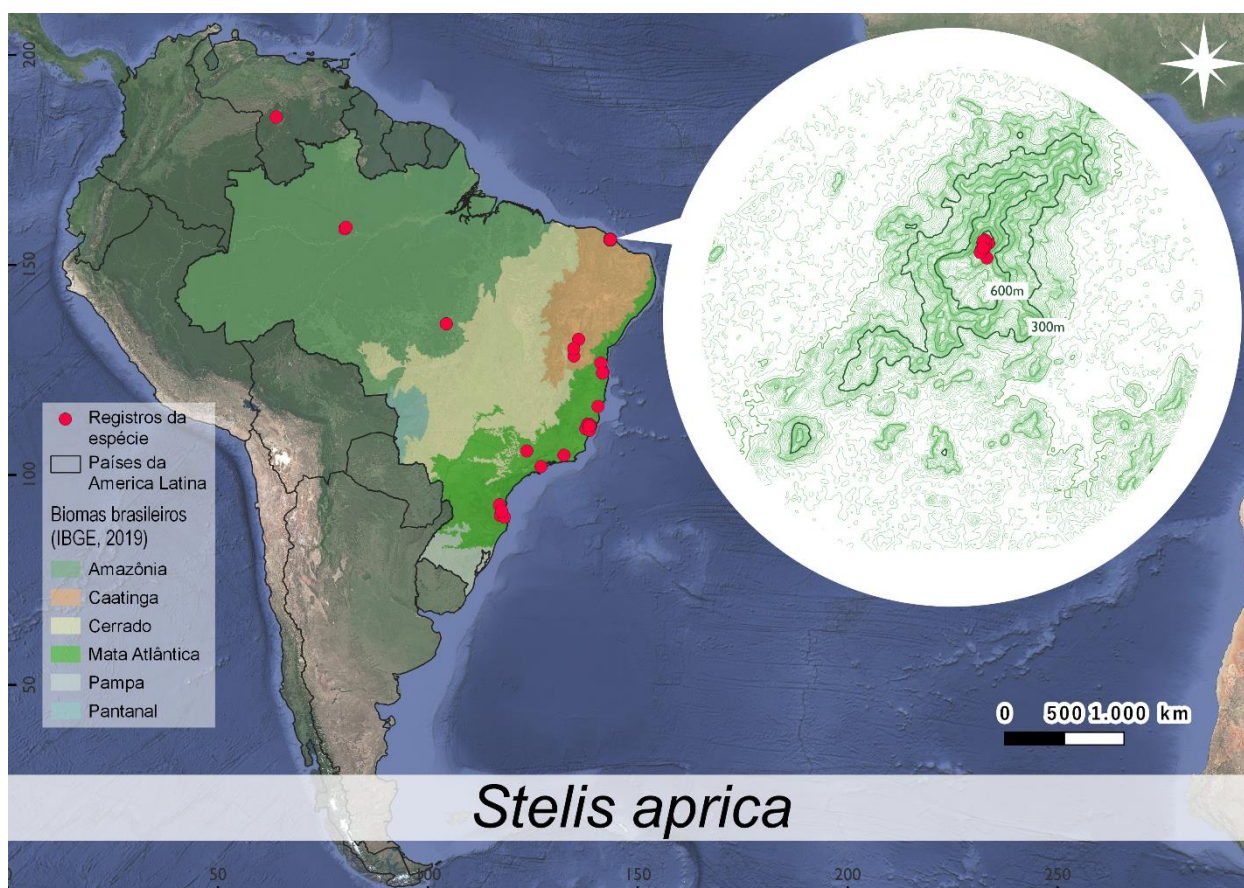 200
150
100
50
Registros da
espécie
Países da
America Latina
Biomas brasileiros
(IBGE, 2019)
Amazônia
Caatinga
Cerrado
Mata Atlântica
Pampa
Pantanal
600m
300m
0 500 1.000 km
Stelis aprica
0 50 100 150 200 250